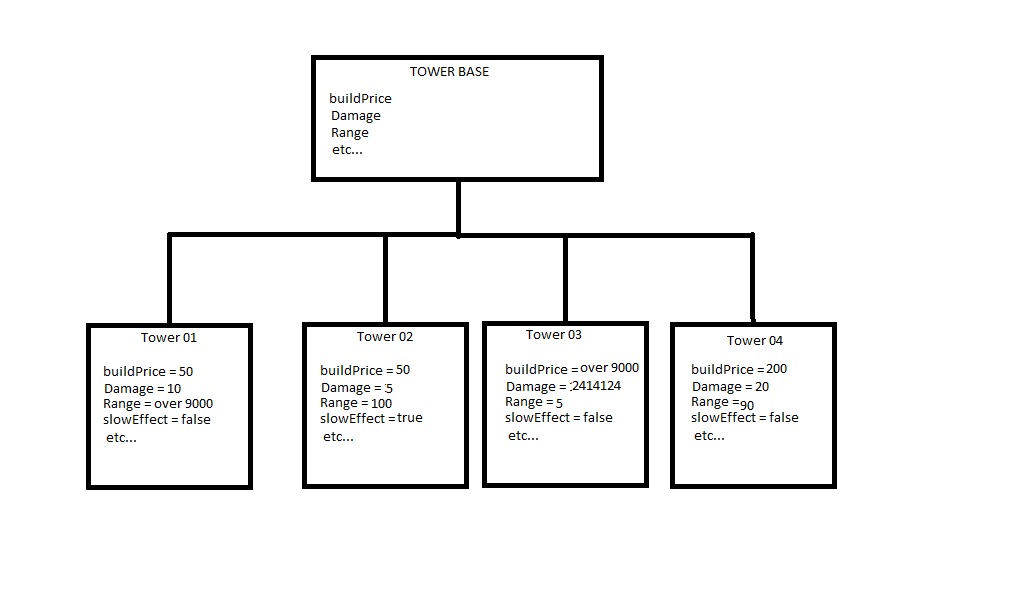 TOWER BASE
buildPrice
Damage
Range
etc...
Tower 01
buildPrice = 50
Damage = 10
Range = over 9000
slowEffect = false
etc...
Tower 02
buildPrice = 50
Damage = 5
Range = 100
slowEffect = true
etc...
Tower 03
buildPrice = over 9000
Damage = 2414124
Range = 5
slowEffect = false
etc...
Tower 04
buildPrice = 200
Damage = 20
Range = 90
slowEffect = false
etc...